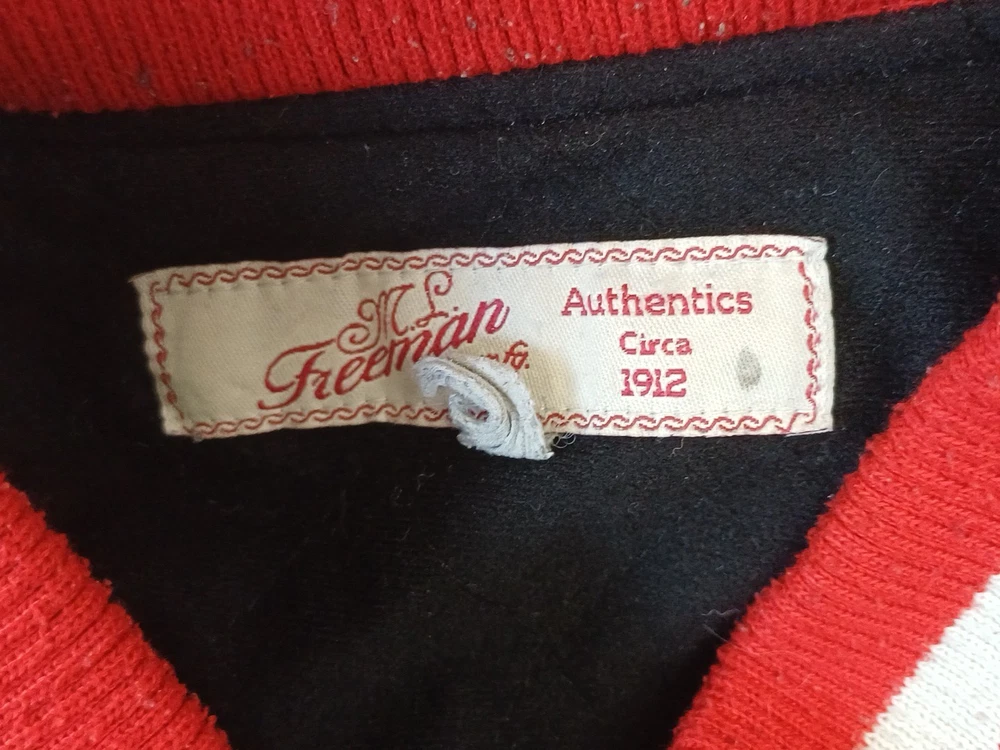 M.L.
Freeman
Authentics
Circa
1912